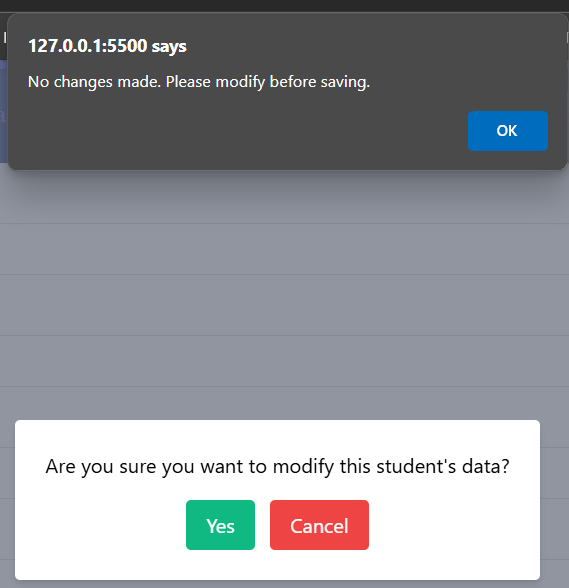 127.0.0.1:5500 says
No changes made. Please modify before saving.
OK
Are you sure you want to modify this student's data?
Yes
Cancel